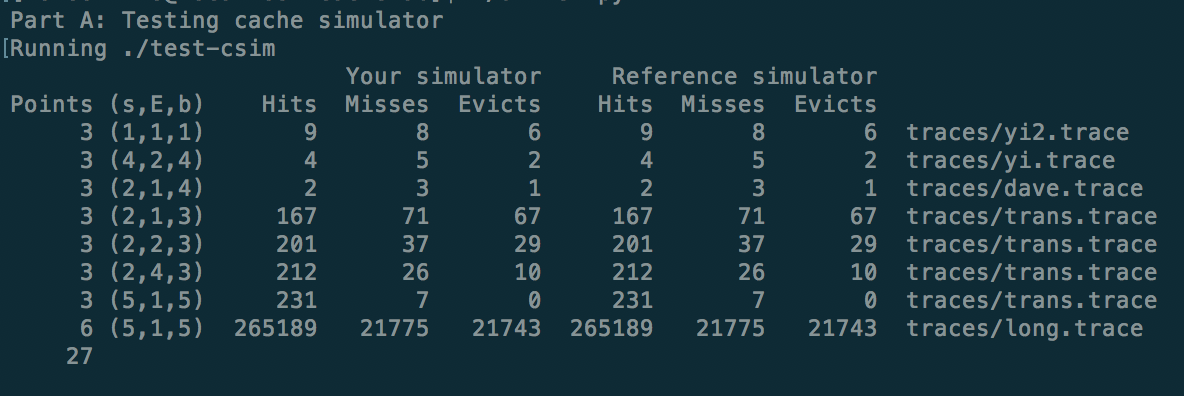 Part A: Testing cache simulator
[Running ./test-csim
                        Your simulator     Reference simulator
Points (s,E,b)    Hits  Misses  Evicts    Hits  Misses  Evicts
     3 (1,1,1)       9       8       6       9       8       6  traces/yi2.trace
     3 (4,2,4)       4       5       2       4       5       2  traces/yi.trace
     3 (2,1,4)       2       3       1       2       3       1  traces/dave.trace
     3 (2,1,3)     167      71      67     167      71      67  traces/trans.trace
     3 (2,2,3)     201      37      29     201      37      29  traces/trans.trace
     3 (2,4,3)     212      26      10     212      26      10  traces/trans.trace
     3 (5,1,5)     231       7       0     231       7       0  traces/trans.trace
     6 (5,1,5)  265189   21775   21743  265189   21775   21743  traces/long.trace
    27